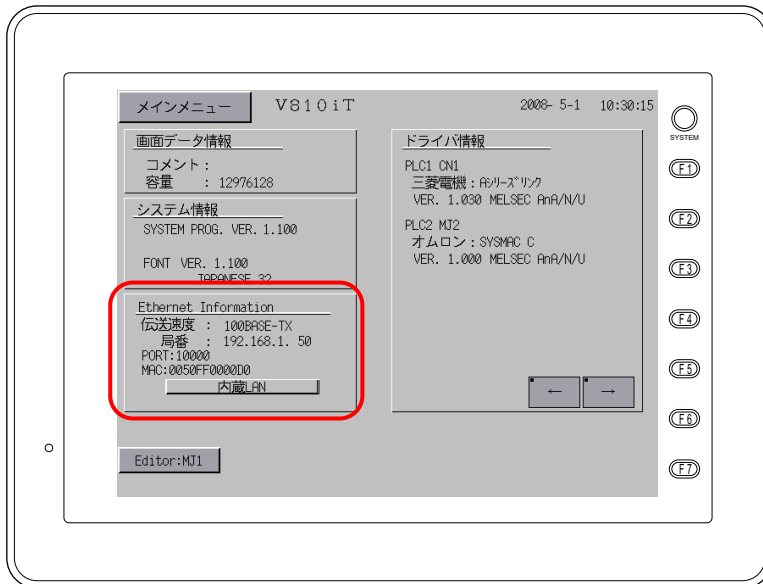 メインメニュー V810iT 2008- 5-1 10:30:15
SYSTEM
画面データ情報
コメント :
容量 : 12976128
システム情報
SYSTEM PROG. VER. 1.100
FONT VER. 1.100
JAPANESE 32
Ethernet Information
伝送速度 : 100BASE-TX
局番 : 192.168.1. 50
PORT:10000
MAC:0050FF0000D0
内蔵LAN
Editor:MJ1
ドライバ情報
PLC1 CN1
三菱電機 : Aｼﾘｰｽﾞﾘﾝｸ
VER. 1.030 MELSEC AnA/N/U
PLC2 MJ2
オムロン : SYSMAC C
VER. 1.000 MELSEC AnA/N/U
← →
F1
F2
F3
F4
F5
F6
F7